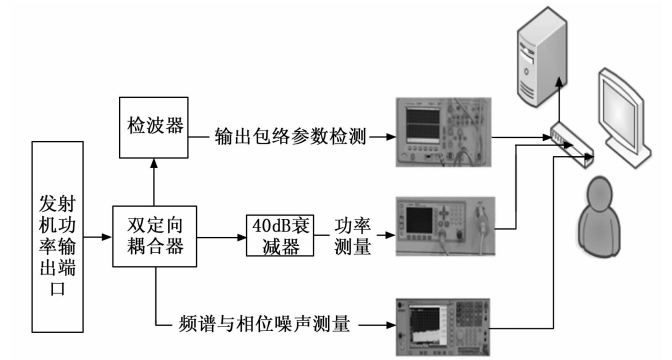 检波器
输出包络参数检测
发射
机功
率输
出端
口
双定向
耦合器
40dB衰
减器
功率
测量
频谱与相位噪声测量